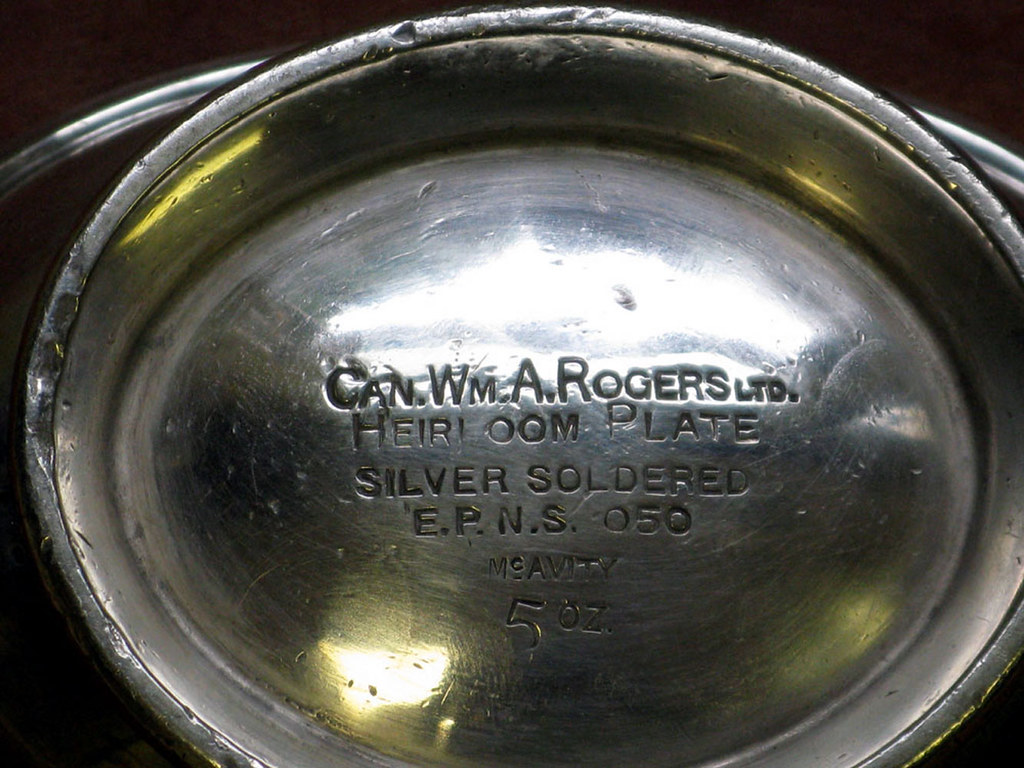 CAN. WM. A. ROGERS LTD.
HEIRLOOM PLATE
SILVER SOLDERED
E.P.N.S. 050
MCAVITY
5 OZ.